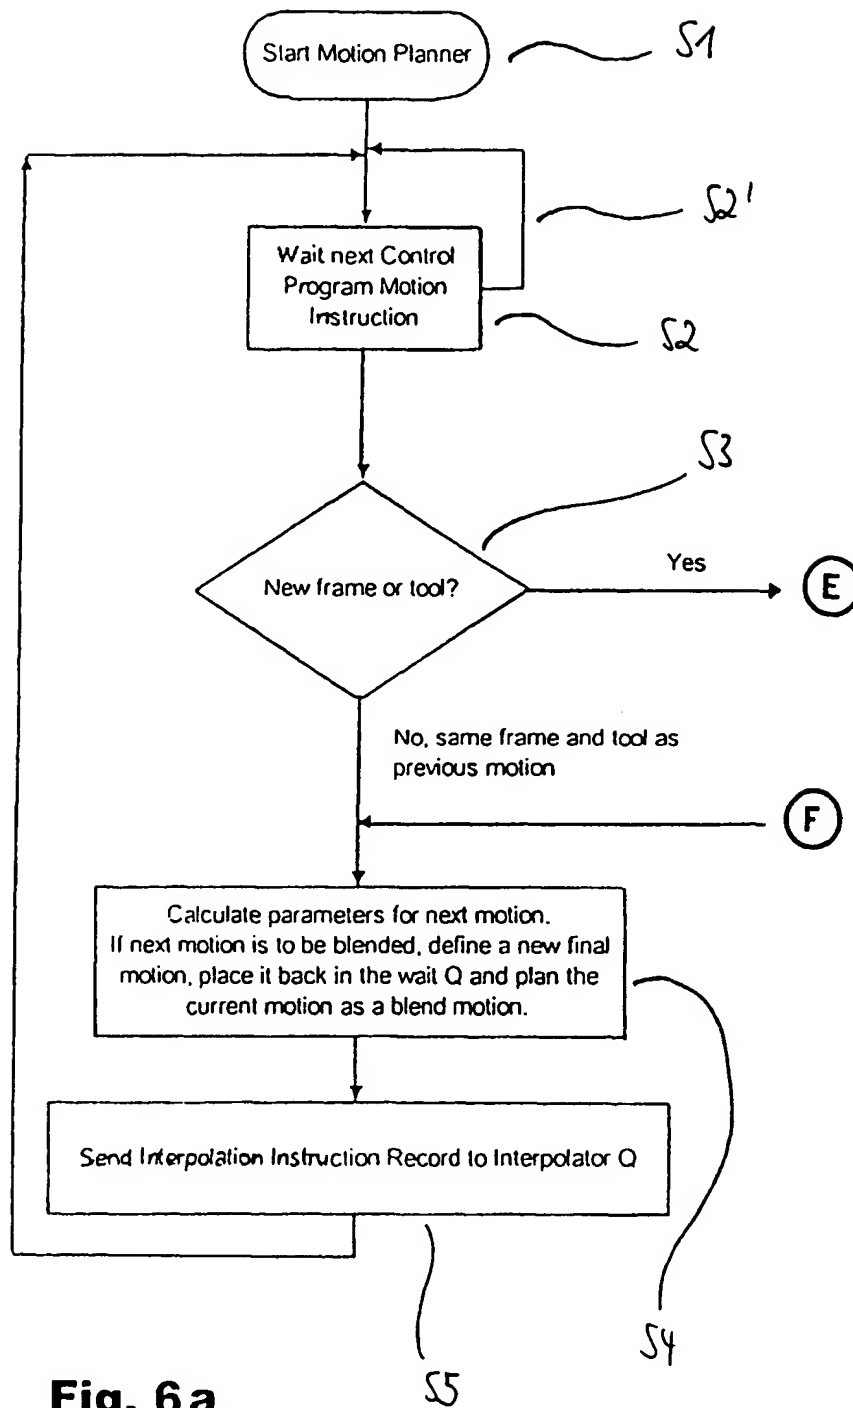 Start Motion Planner
S1
S2'
Wait next Control
Program Motion
Instruction
S2
S3
New frame or tool?
Yes
E
No, same frame and tool as
previous motion
F
Calculate parameters for next motion.
If next motion is to be blended, define a new final
motion, place it back in the wait Q and plan the
current motion as a blend motion.
Send Interpolation Instruction Record to Interpolator Q
S4
S5
Fig. 6a